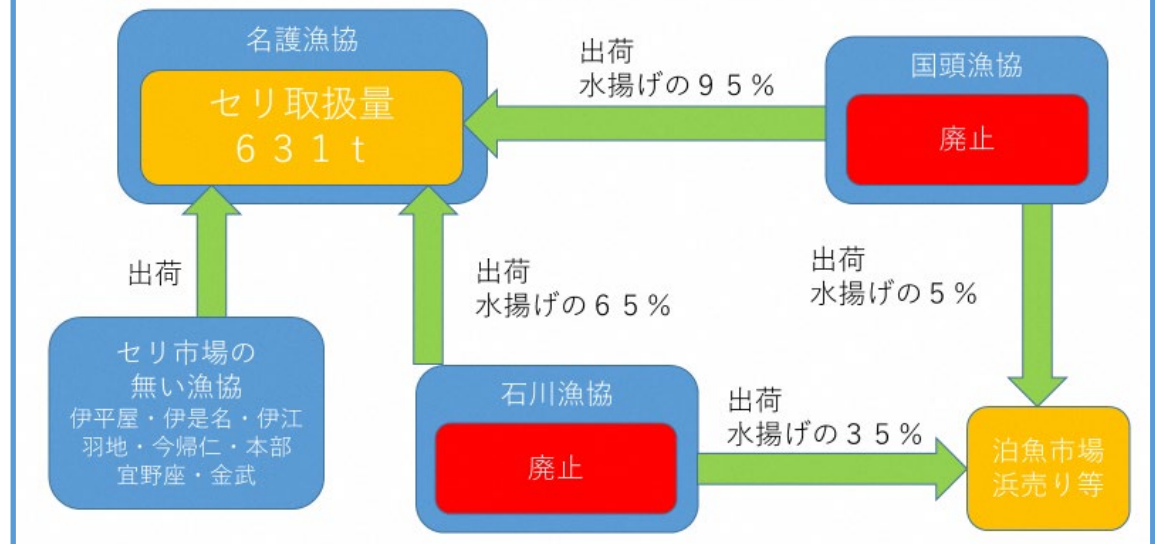 名護漁協
セリ取扱量
６３１ｔ
出荷
水揚げの９５％
国頭漁協
廃止
出荷
出荷
水揚げの６５％
出荷
水揚げの５％
セリ市場の
無い漁協
伊平屋・伊是名・伊江
羽地・今帰仁・本部
宜野座・金武
石川漁協
廃止
出荷
水揚げの３５％
泊魚市場
浜売り等